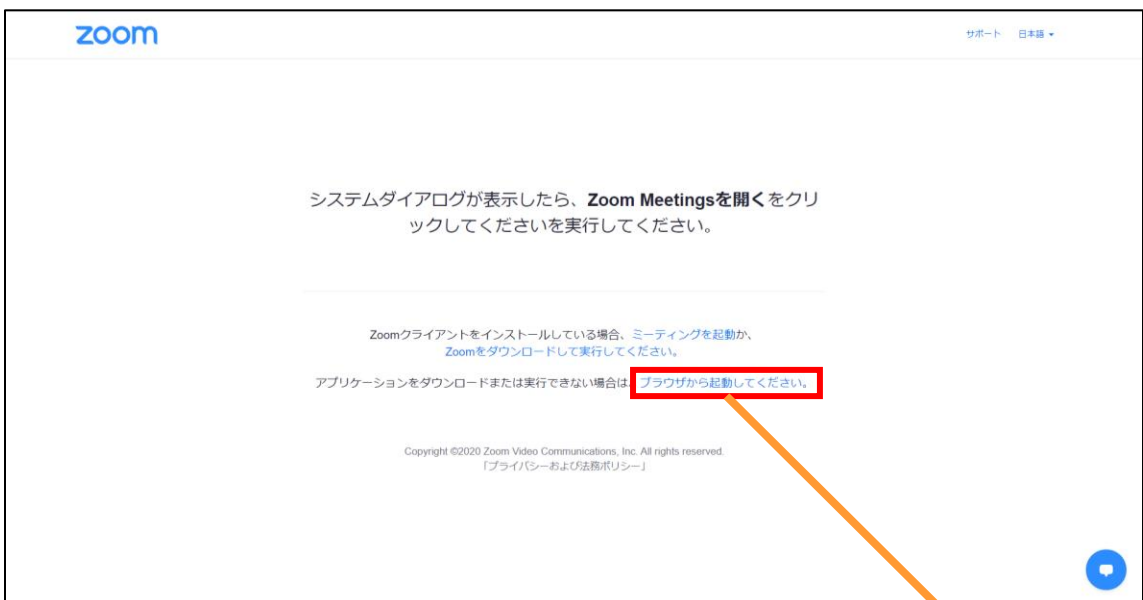 zoom
サポート 日本語
システムダイアログが表示したら、Zoom Meetingsを開くをクリ
ックしてくださいを実行してください。
Zoomクライアントをインストールしている場合、ミーティングを起動か、
Zoomをダウンロードして実行してください。
アプリケーションをダウンロードまたは実行できない場合は、ブラウザから起動してください。
Copyright ©2020 Zoom Video Communications, Inc. All rights reserved.
「プライバシーおよび法務ポリシー」